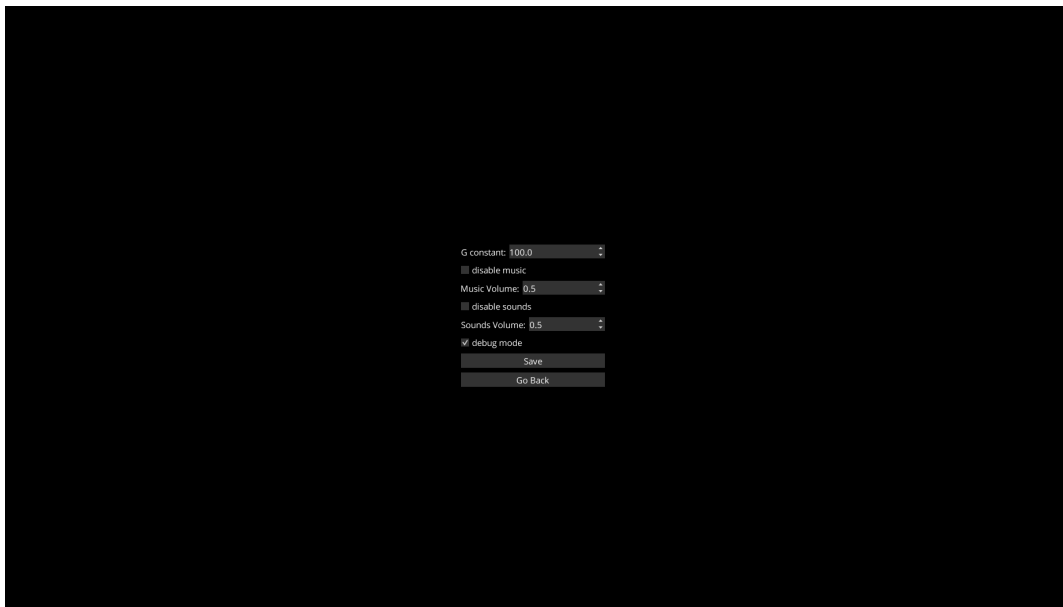 G constant: 100.0
disable music
Music Volume: 0.5
disable sounds
Sounds Volume: 0.5
debug mode
Save
Go Back